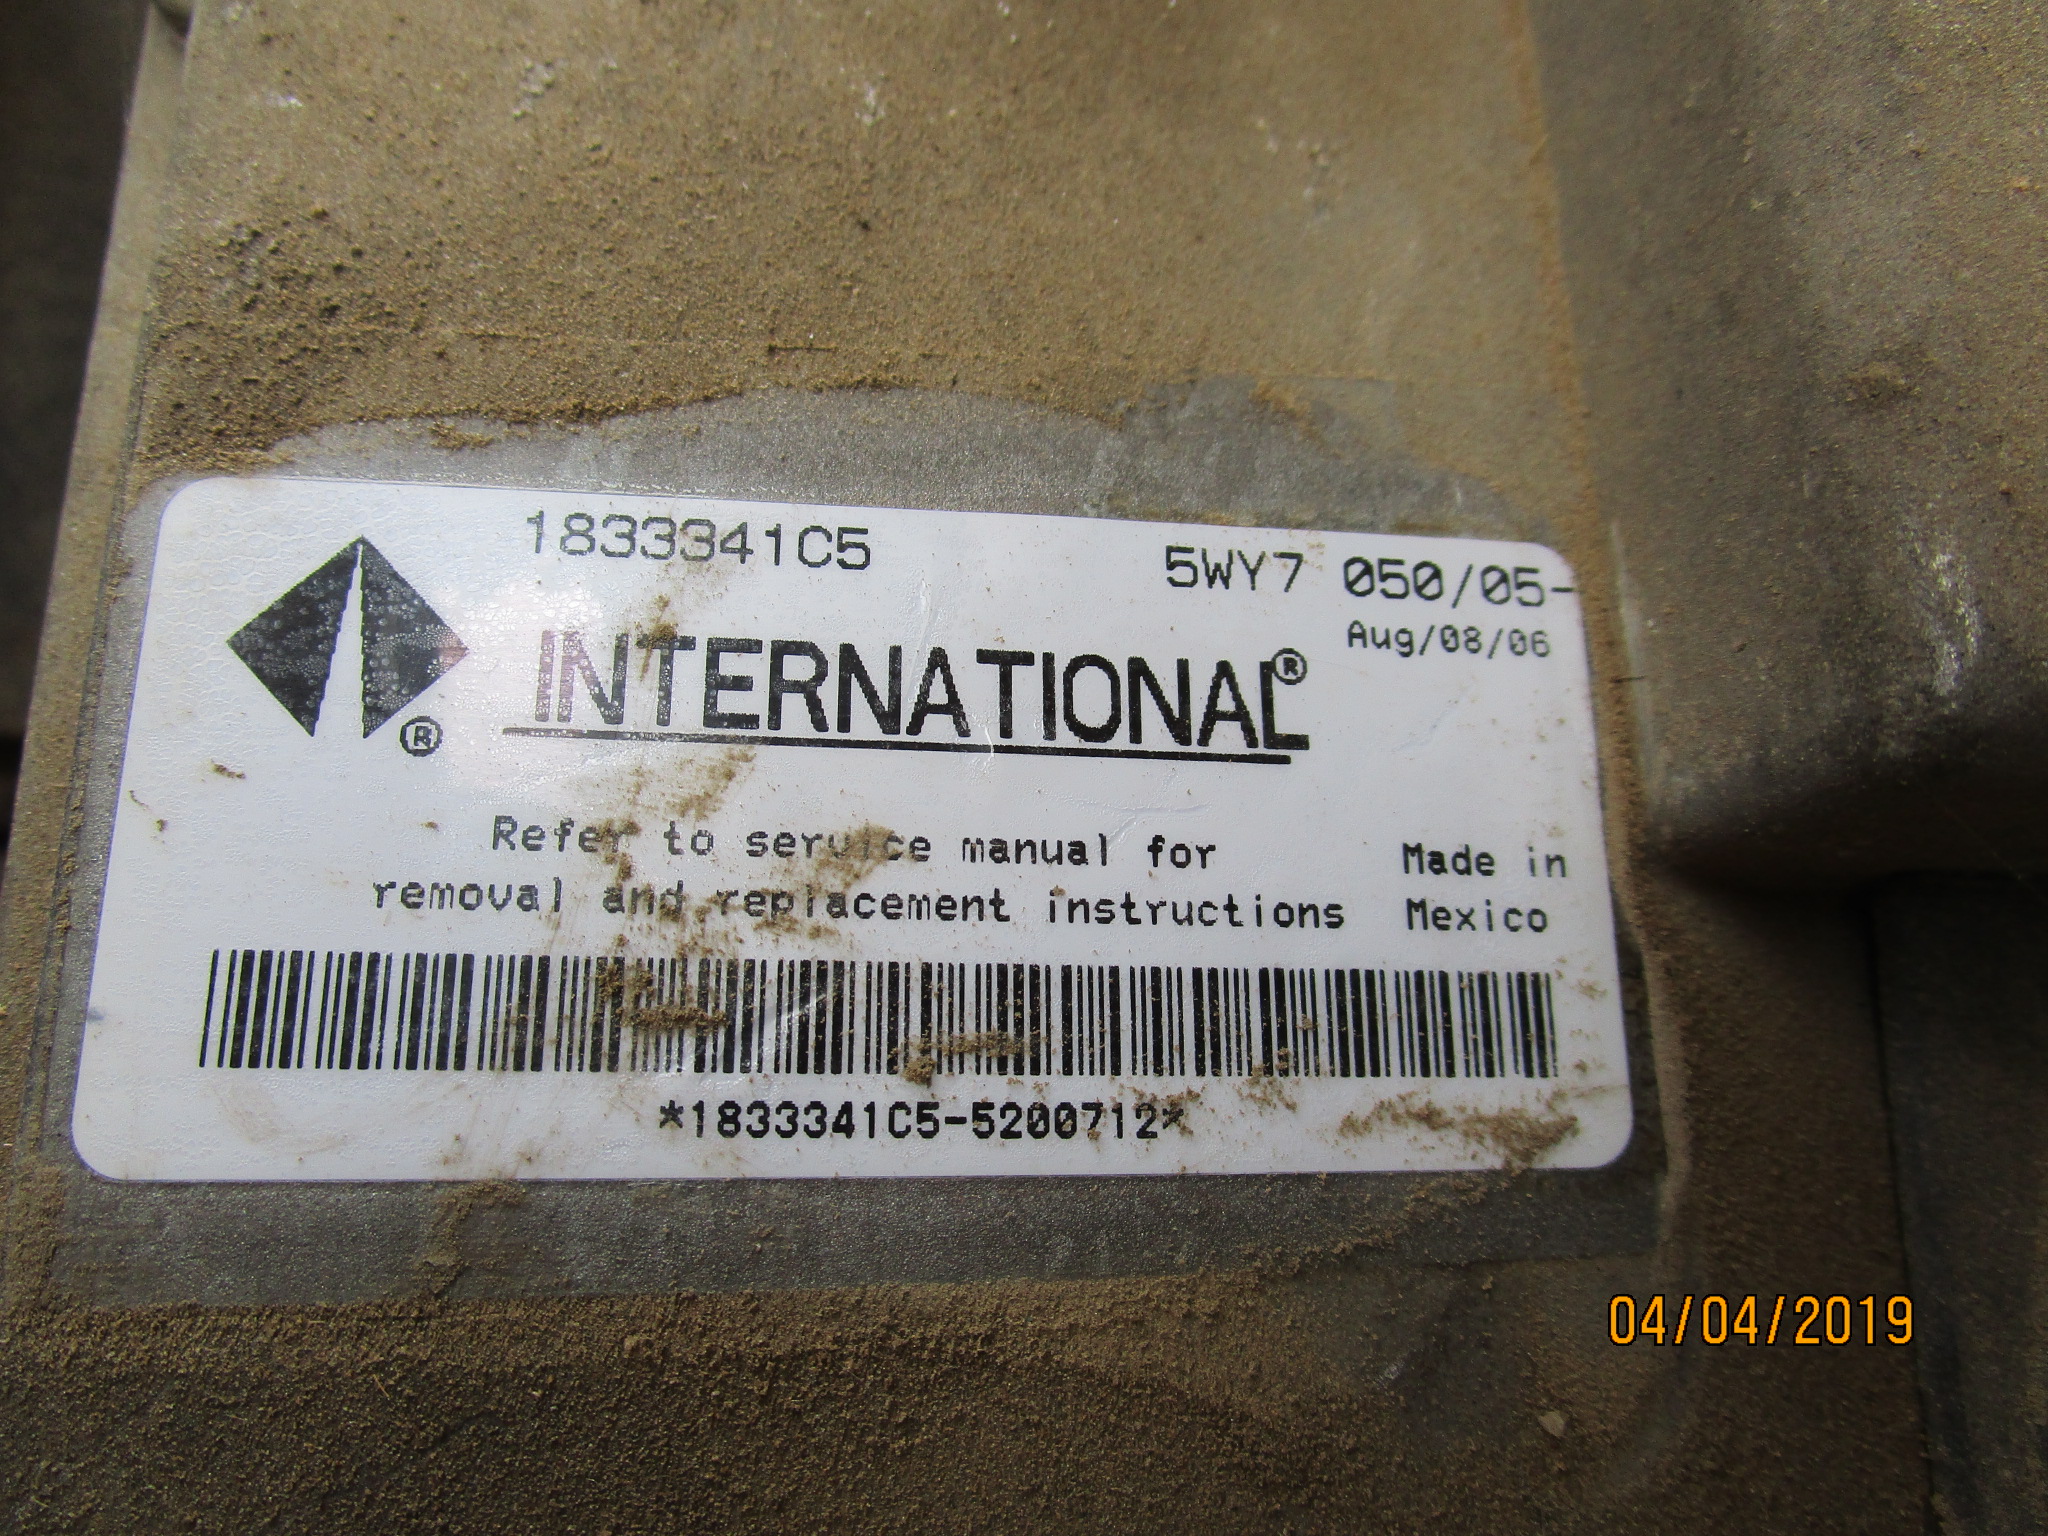 1833341C5
5WY7 050/05-
Aug/08/06
®
INTERNATIONAL®
Refer to service manual for
removal and replacement instructions
Made in
Mexico
*1833341C5-5200712*
04/04/2019